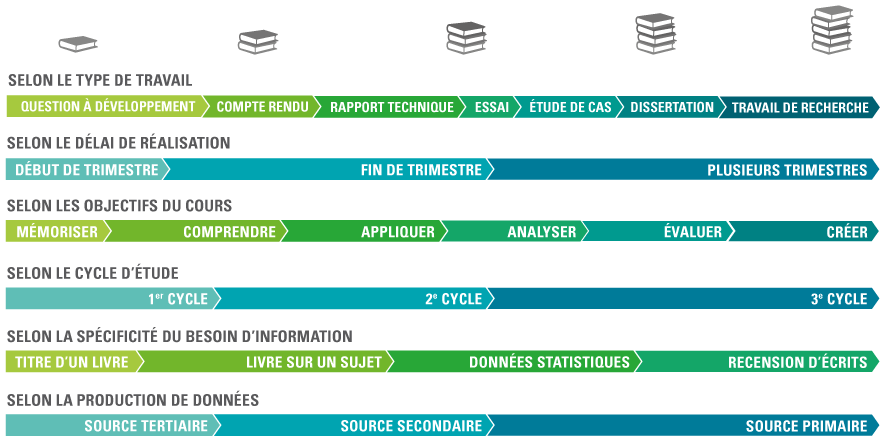 SELON LE TYPE DE TRAVAIL
QUESTION À DÉVELOPPEMENT COMPTE RENDU RAPPORT TECHNIQUE ESSAI ÉTUDE DE CAS DISSERTATION TRAVAIL DE RECHERCHE
SELON LE DÉLAI DE RÉALISATION
DÉBUT DE TRIMESTRE FIN DE TRIMESTRE PLUSIEURS TRIMESTRES
SELON LES OBJECTIFS DU COURS
MÉMORISER COMPRENDRE APPLIQUER ANALYSER ÉVALUER CRÉER
SELON LE CYCLE D’ÉTUDE
1er CYCLE 2e CYCLE 3e CYCLE
SELON LA SPÉCIFICITÉ DU BESOIN D’INFORMATION
TITRE D’UN LIVRE LIVRE SUR UN SUJET DONNÉES STATISTIQUES RECENSION D’ÉCRITS
SELON LA PRODUCTION DE DONNÉES
SOURCE TERTIAIRE SOURCE SECONDAIRE SOURCE PRIMAIRE